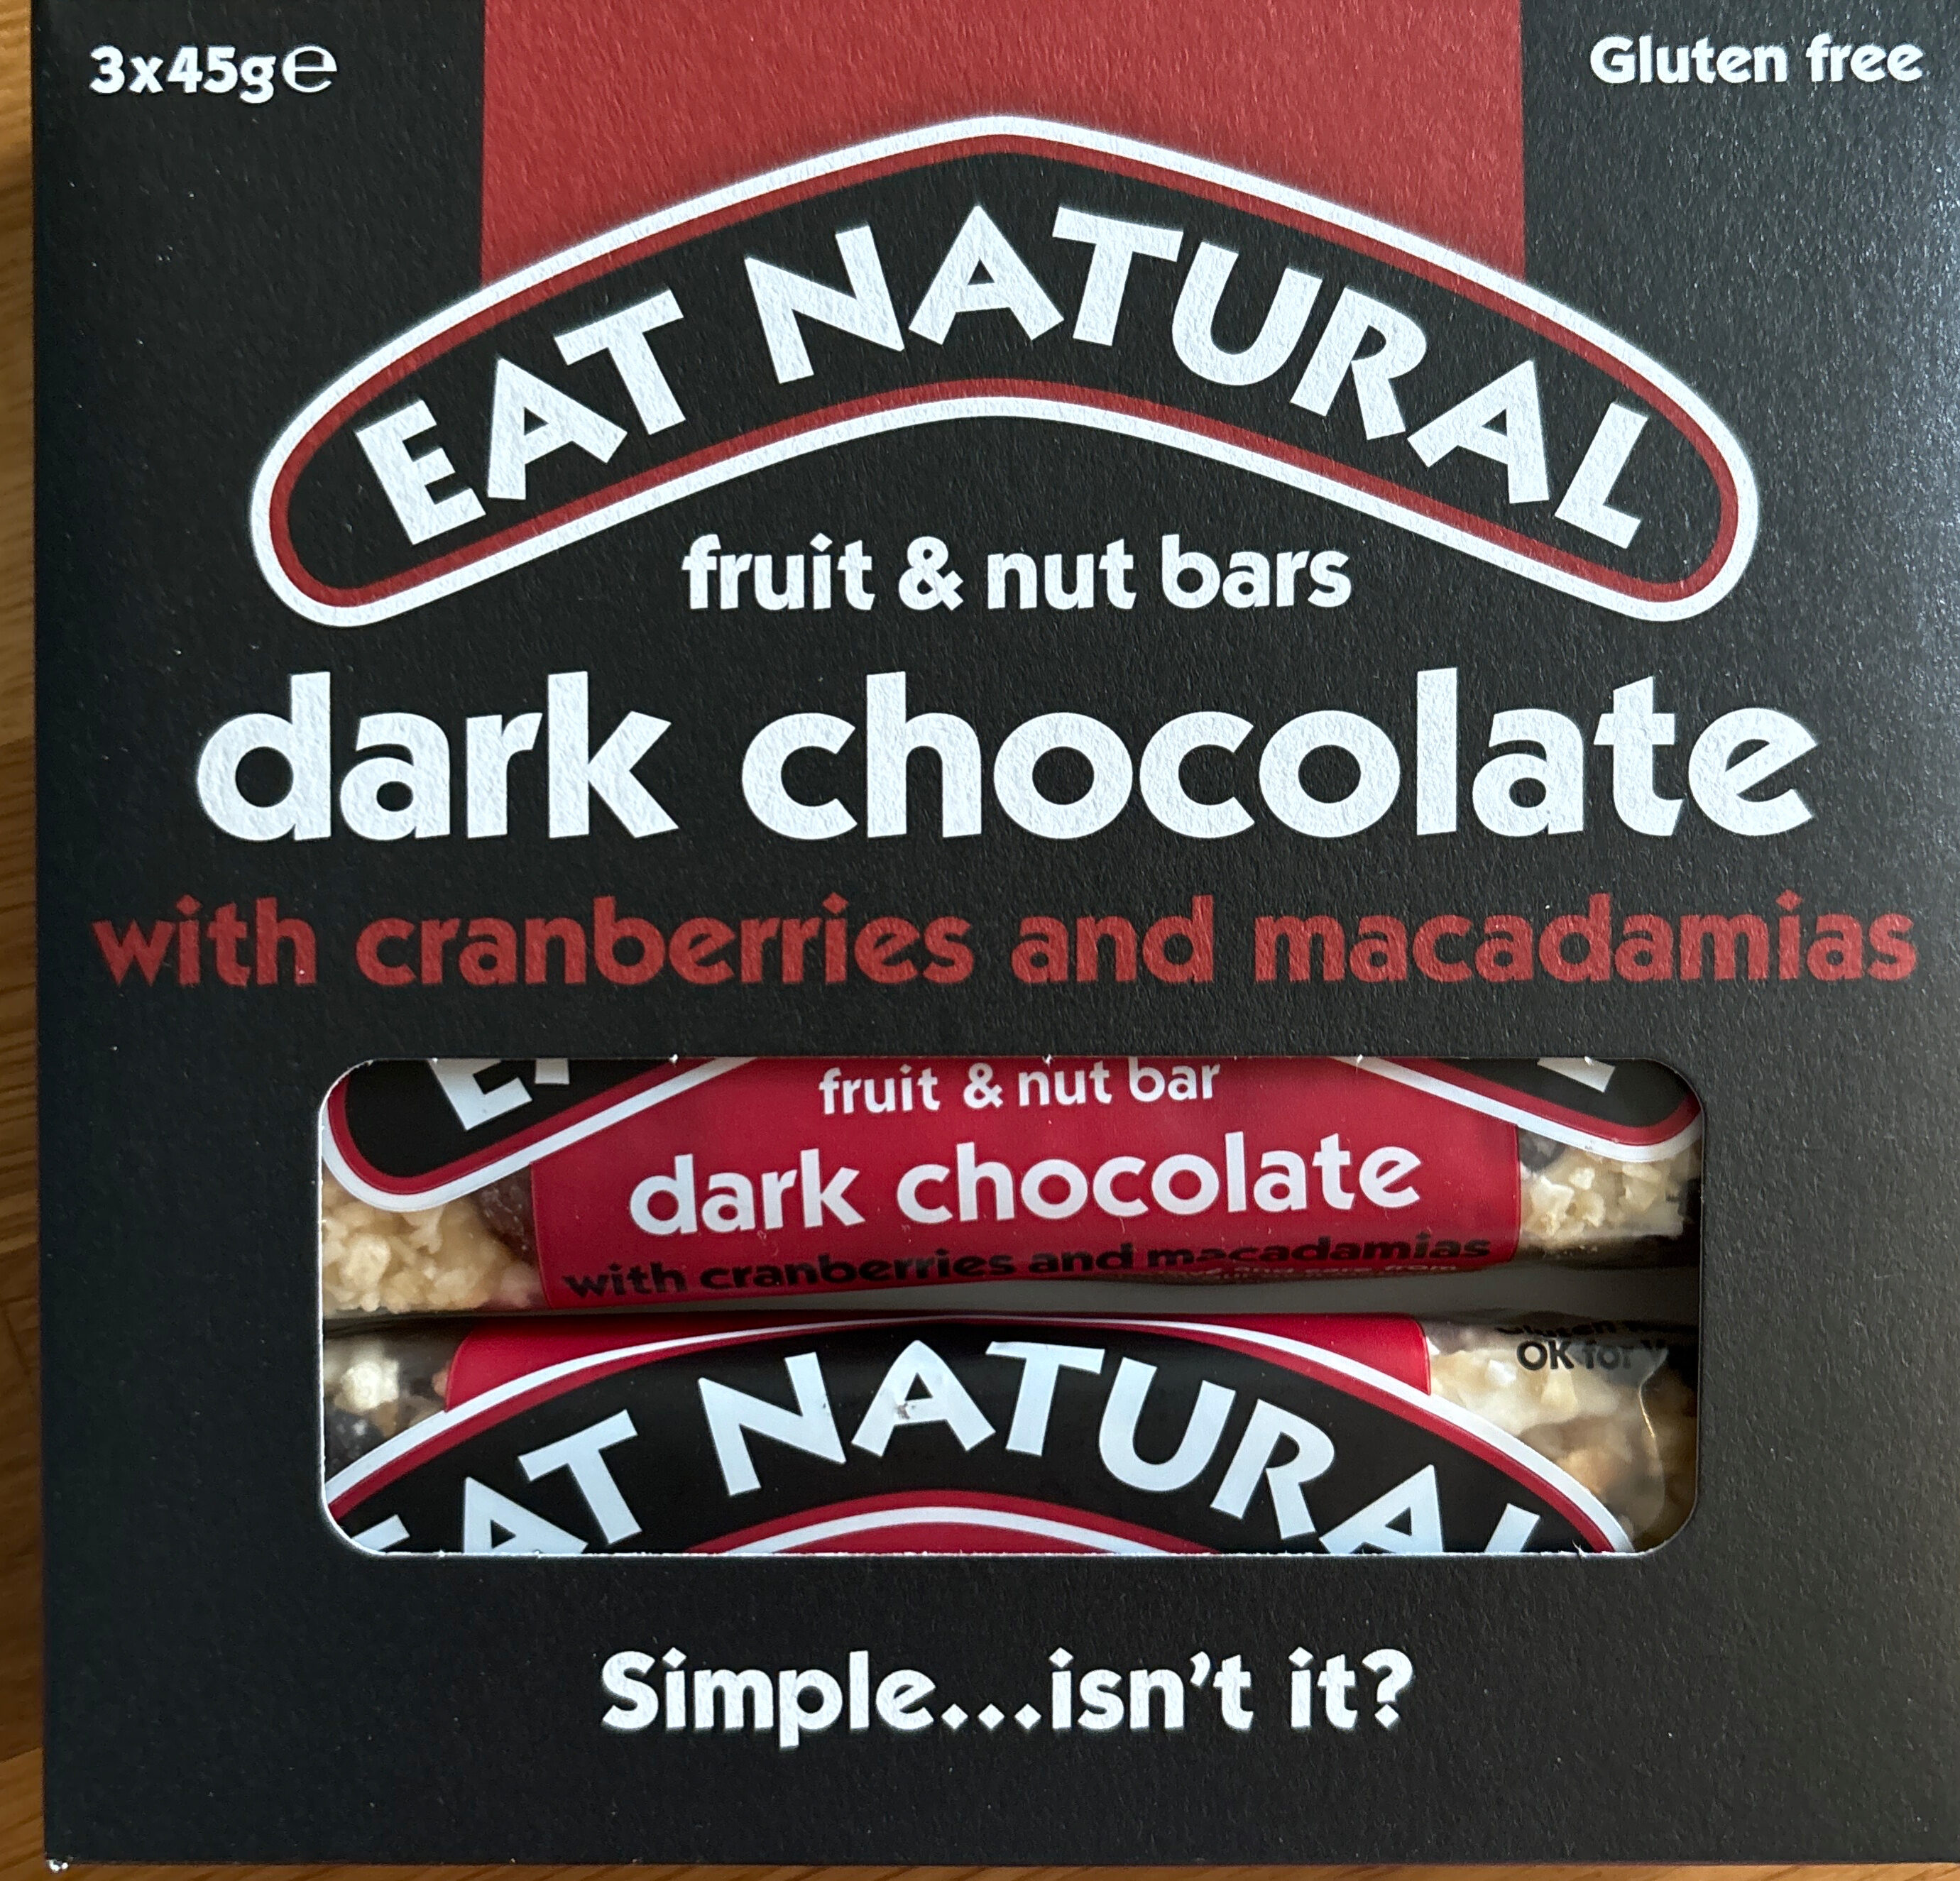 3x45g℮
Gluten free
EAT NATURAL
fruit & nut bars
dark chocolate
with cranberries and macadamias
fruit & nut bar
dark chocolate
with cranberries and macadamias
OK for
EAT NATURAL
Simple...isn't it?